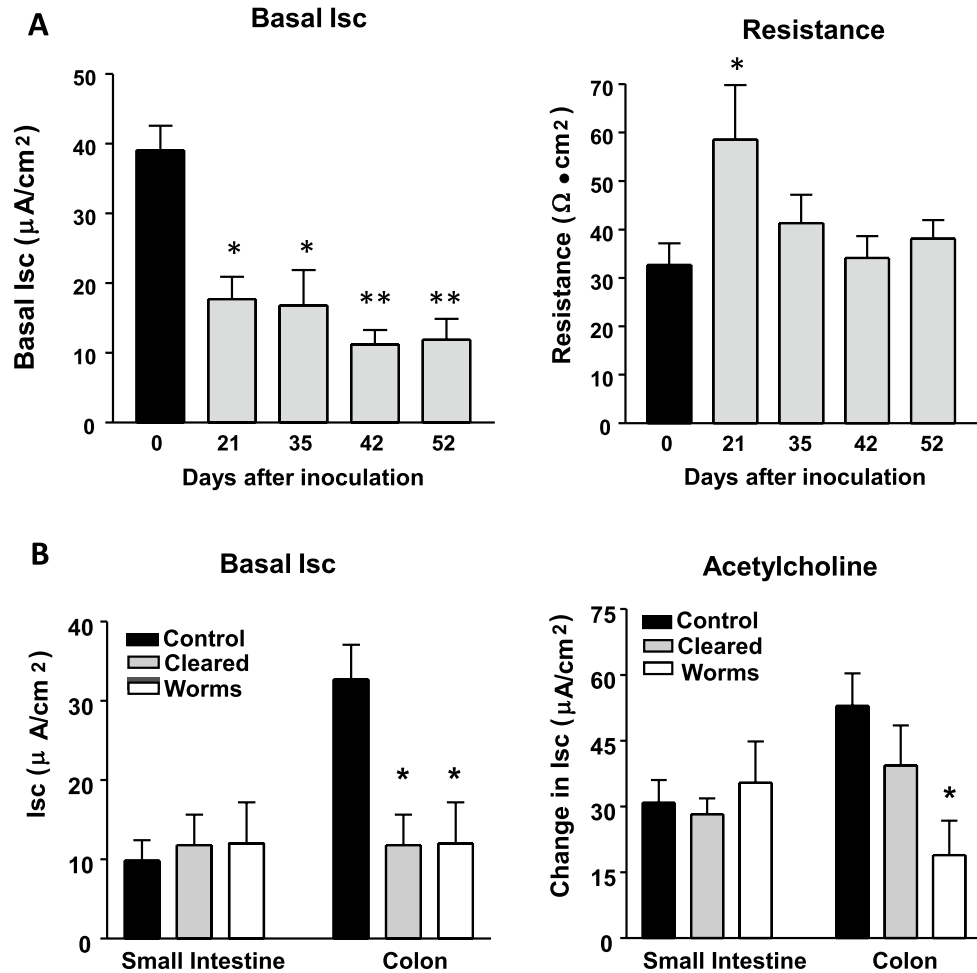 A
Basal Isc
Basal Isc (μA/cm2)
50
40
30
20
10
0
*
*
**
**
0 21 35 42 52
Days after inoculation
Resistance
Resistance (Ω •cm2)
70
60
50
40
30
20
10
0
*
0 21 35 42 52
Days after inoculation
B
Basal Isc
Isc (μ A/cm 2)
40
30
20
10
0
Control
Cleared
Worms
*
*
Small Intestine Colon
Acetylcholine
Change in Isc (μA/cm2)
75
60
45
30
15
0
Control
Cleared
Worms
*
Small Intestine Colon